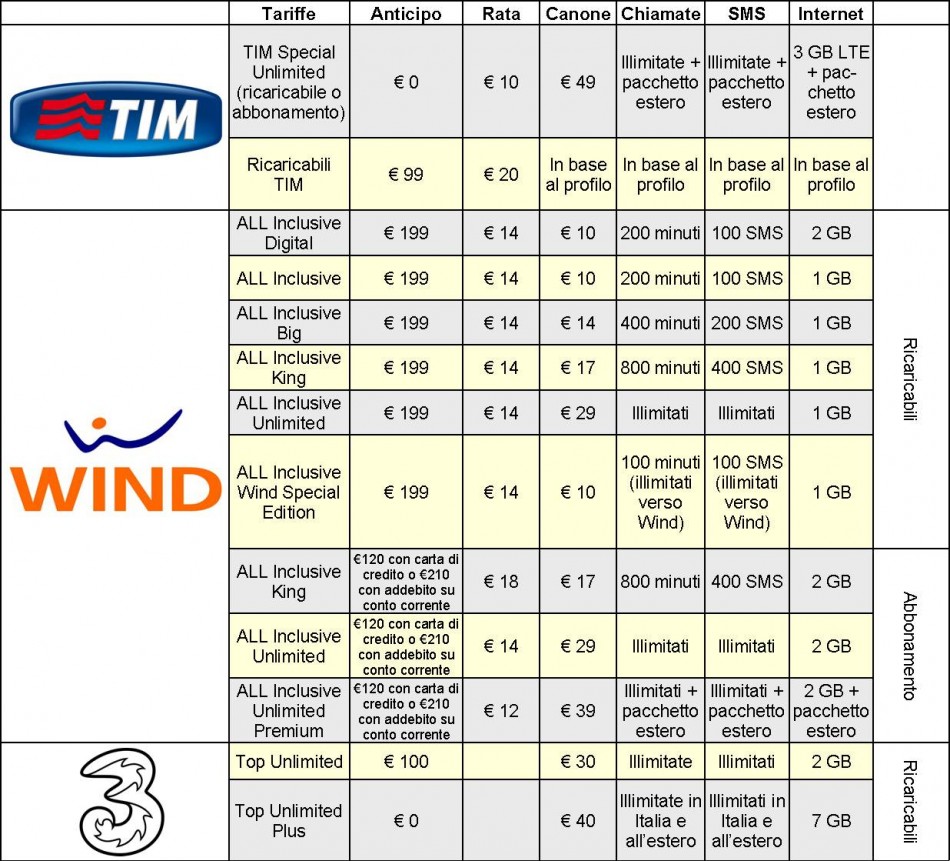 Tariffe Anticipo Rata Canone Chiamate SMS Internet
TIM
TIM Special
Unlimited
(ricaricabile o
abbonamento)
€ 0
€ 10
€ 49
Illimitate +
pacchetto
estero
Illimitate +
pacchetto
estero
3 GB LTE
+ pac-
chetto
estero
Ricaricabili
TIM
€ 99
€ 20
In base
al profilo
In base al
profilo
In base al
profilo
In base al
profilo
WIND
ALL Inclusive
Digital
€ 199
€ 14
€ 10
200 minuti
100 SMS
2 GB
ALL Inclusive
€ 199
€ 14
€ 10
200 minuti
100 SMS
1 GB
ALL Inclusive
Big
€ 199
€ 14
€ 14
400 minuti
200 SMS
1 GB
ALL Inclusive
King
€ 199
€ 14
€ 17
800 minuti
400 SMS
1 GB
ALL Inclusive
Unlimited
€ 199
€ 14
€ 29
Illimitati
Illimitati
1 GB
ALL Inclusive
Wind Special
Edition
€ 199
€ 14
€ 10
100 minuti
(illimitati
verso
Wind)
100 SMS
(illimitati
verso
Wind)
1 GB
Ricaricabili
ALL Inclusive
King
€120 con carta di
credito o €210
con addebito su
conto corrente
€ 18
€ 17
800 minuti
400 SMS
2 GB
ALL Inclusive
Unlimited
€120 con carta di
credito o €210
con addebito su
conto corrente
€ 14
€ 29
Illimitati
Illimitati
2 GB
ALL Inclusive
Unlimited
Premium
€120 con carta di
credito o €210
con addebito su
conto corrente
€ 12
€ 39
Illimitati +
pacchetto
estero
Illimitati +
pacchetto
estero
2 GB +
pacchetto
estero
Abbonamento
3
Top Unlimited
€ 100
€ 30
Illimitate
Illimitati
2 GB
Top Unlimited
Plus
€ 0
€ 40
Illimitate in
Italia e
all'estero
Illimitati in
Italia e
all'estero
7 GB
Ricaricabili